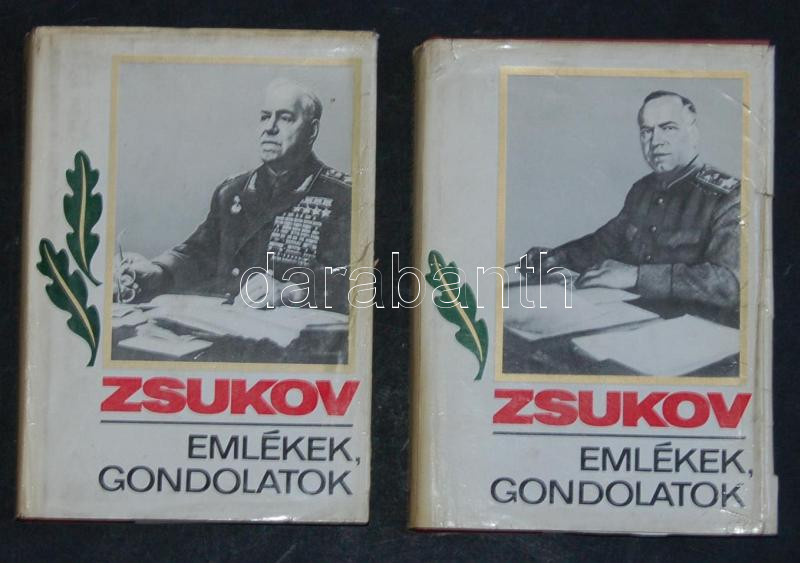 ZSUKOV
EMLÉKEK,
GONDOLATOK
ZSUKOV
EMLÉKEK,
GONDOLATOK
darabanth